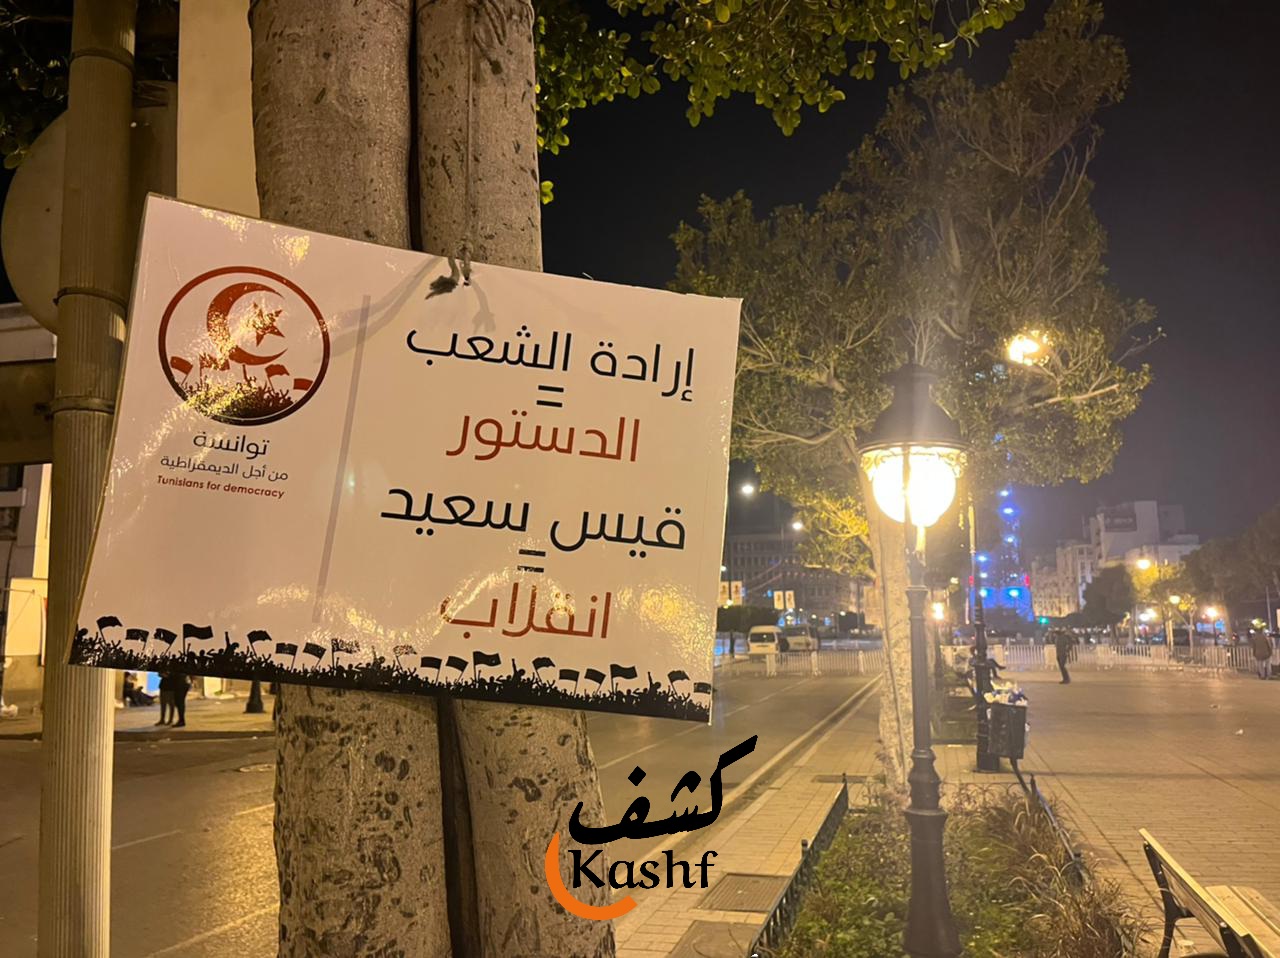 إرادة الشعب
=
الدستور
قيس سعيد
=
انقلاب
توانسة
من أجل الديمقراطية
Tunisians for democracy
كشف
Kashf